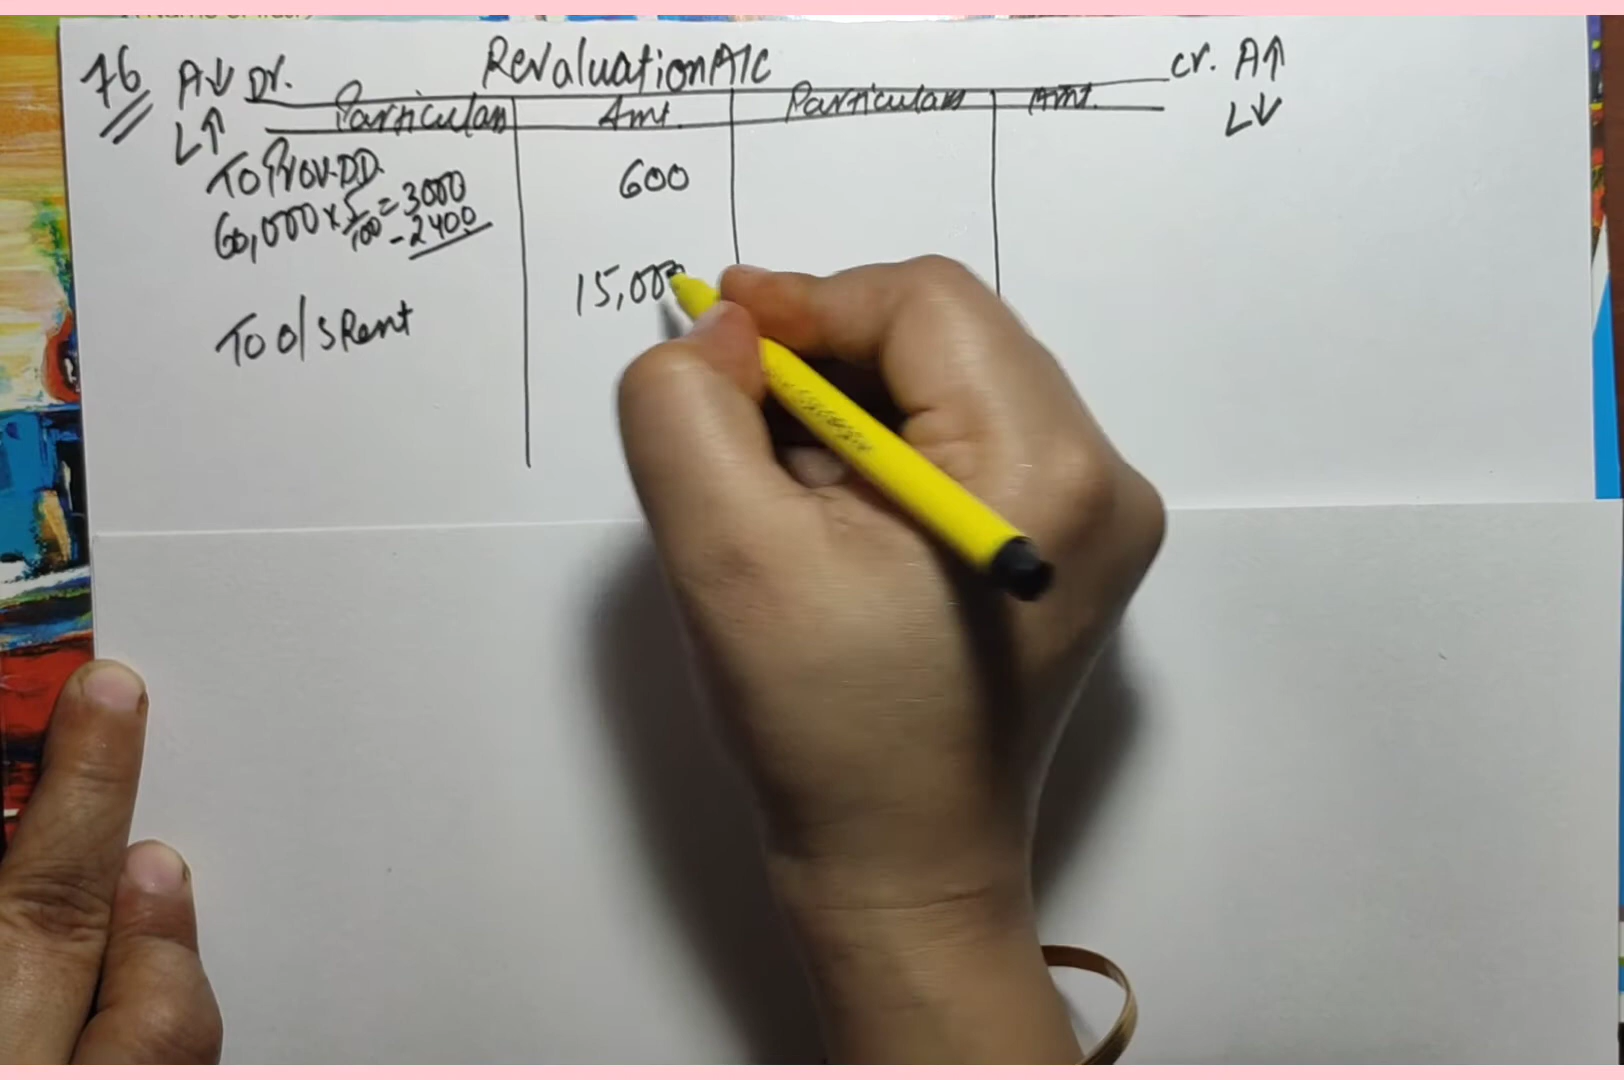 76 A↓ Dr. Revaluation A/c cr. A↑
L↑ L↓
Particulars Amt. Particulars Amt.
To Prov. D.D. 600
60,000 × 5/100 = 3000
- 2400
To O/S Rent 15,000